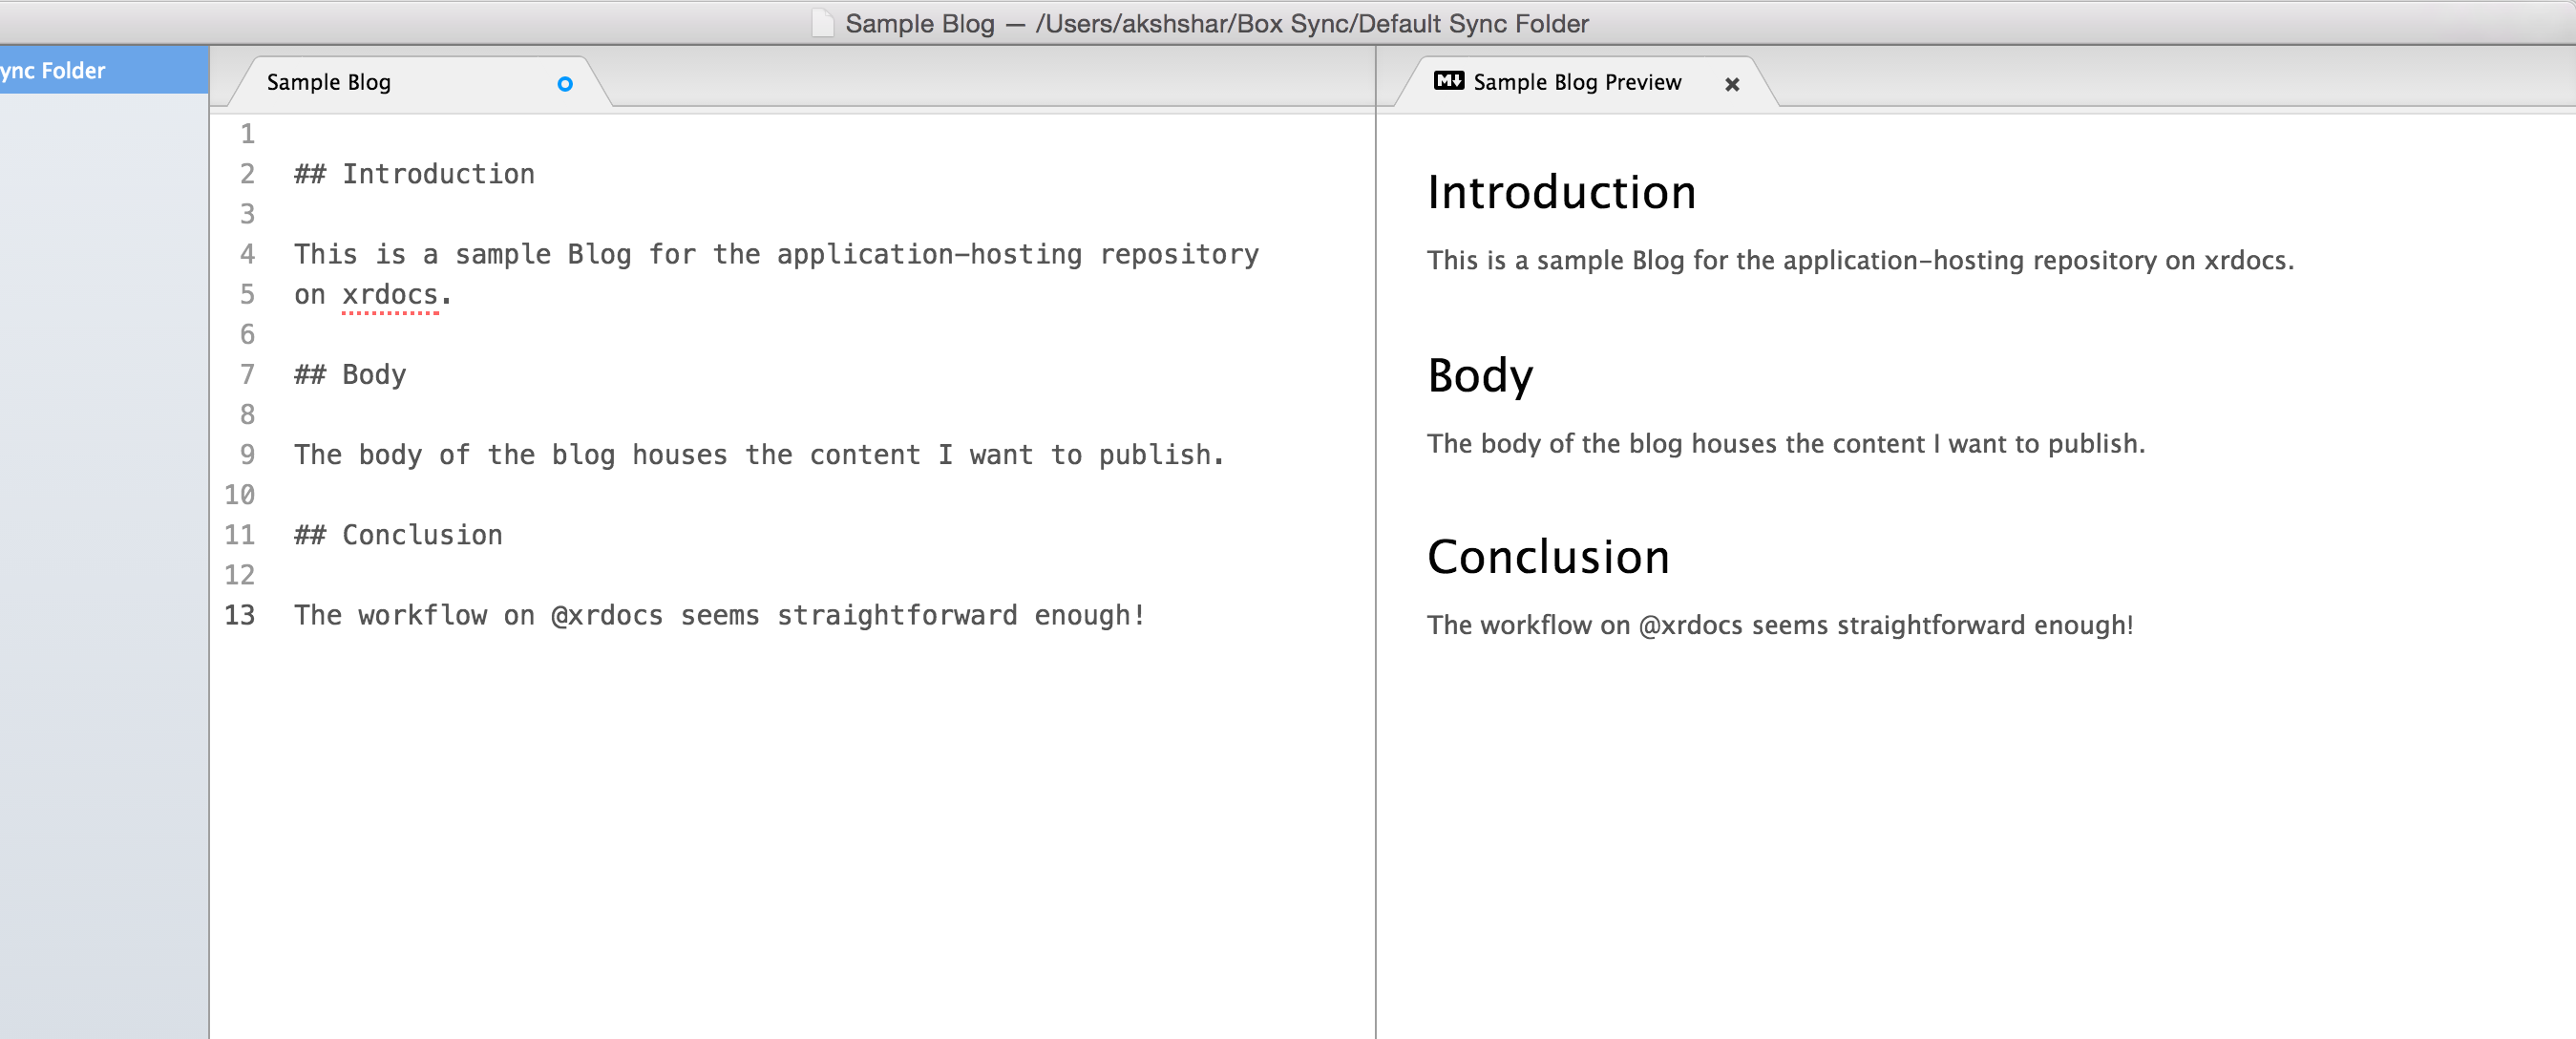 Sample Blog — /Users/akshshar/Box Sync/Default Sync Folder
ync Folder
Sample Blog
1
2 ## Introduction
3
4 This is a sample Blog for the application-hosting repository
5 on xrdocs.
6
7 ## Body
8
9 The body of the blog houses the content I want to publish.
10
11 ## Conclusion
12
13 The workflow on @xrdocs seems straightforward enough!
M Sample Blog Preview
Introduction
This is a sample Blog for the application-hosting repository on xrdocs.
Body
The body of the blog houses the content I want to publish.
Conclusion
The workflow on @xrdocs seems straightforward enough!